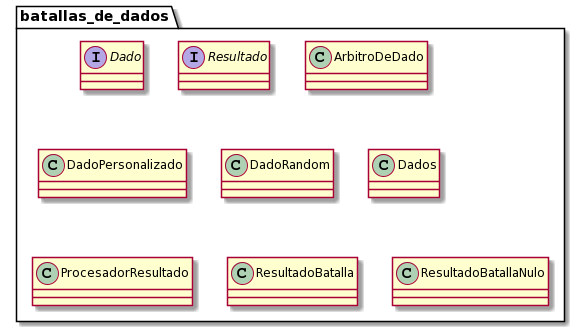 batallas_de_dados
I Dado
I Resultado
C ArbitroDeDado
C DadoPersonalizado
C DadoRandom
C Dados
C ProcesadorResultado
C ResultadoBatalla
C ResultadoBatallaNulo